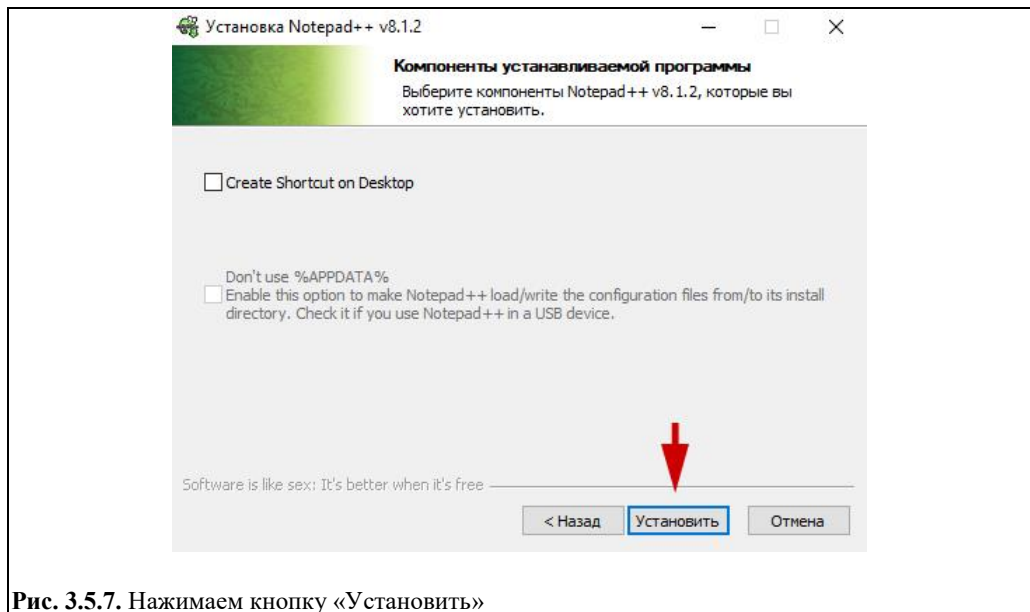 Установка Notepad++ v8.1.2
Компоненты устанавливаемой программы
Выберите компоненты Notepad++ v8.1.2, которые вы
хотите установить.
Create Shortcut on Desktop
Don't use %APPDATA%
Enable this option to make Notepad++ load/write the configuration files from/to its install
directory. Check it if you use Notepad++ in a USB device.
Software is like sex: It's better when it's free
< Назад Установить Отмена
Рис. 3.5.7. Нажимаем кнопку «Установить»